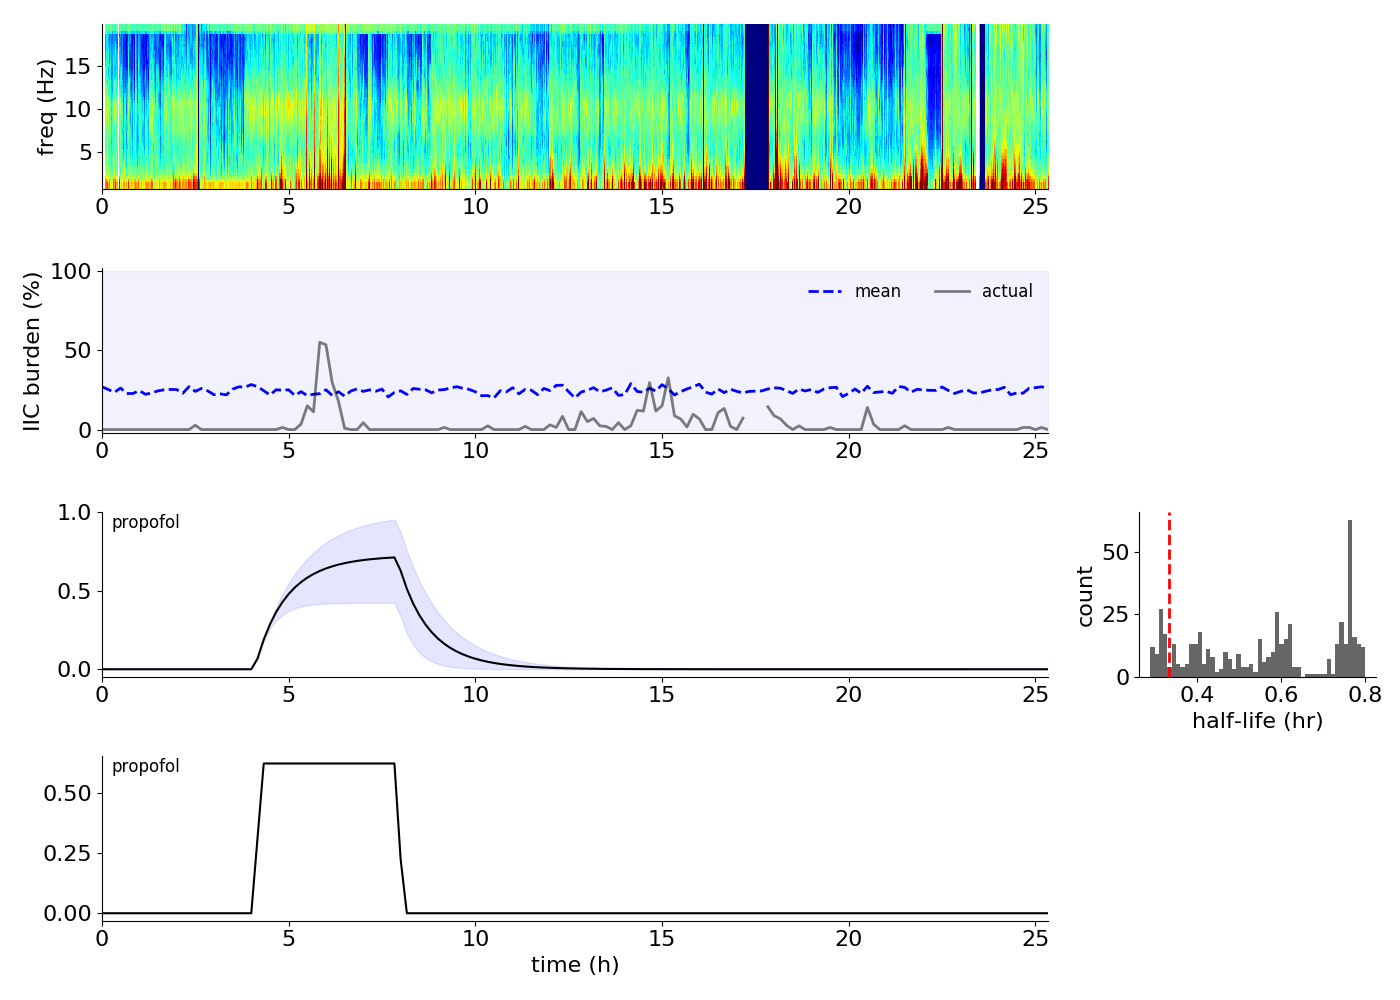 freq (Hz)
15
10
5
0 5 10 15 20 25
IIC burden (%)
100
50
0
mean actual
0 5 10 15 20 25
propofol
1.0
0.5
0.0
0 5 10 15 20 25
count
50
25
0
0.4 0.6 0.8
half-life (hr)
propofol
0.50
0.25
0.00
0 5 10 15 20 25
time (h)